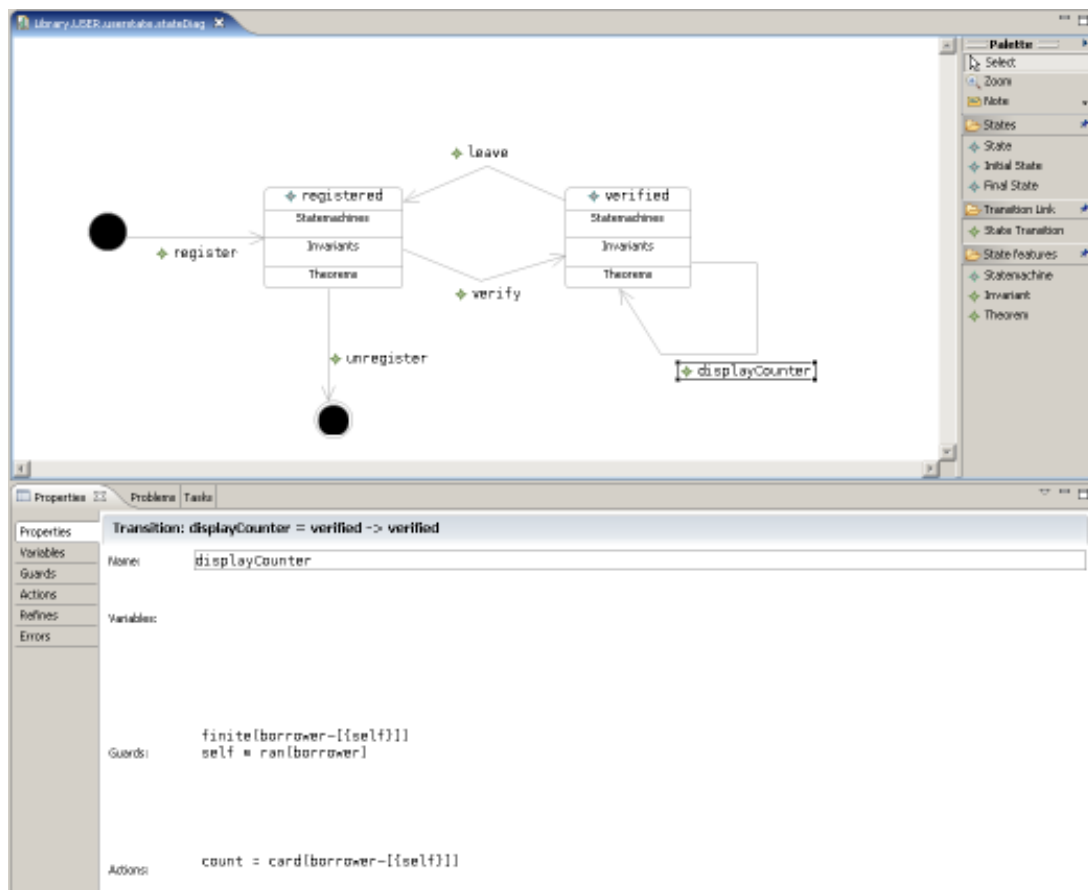 Library.USER.userstate.stateDiag
Palette
Select
Zoom
Note
States
State
Initial State
Final State
Transition Link
State Transition
State features
Statemachine
Invariant
Theorem
leave
registered
Statemachines
Invariants
Theorems
verified
Statemachines
Invariants
Theorems
register
verify
unregister
displayCounter
Properties
Problems
Tasks
Properties
Variables
Guards
Actions
Refines
Errors
Transition: displayCounter = verified -> verified
Name:
displayCounter
Variables:
Guards:
finite(borrower~[{self}])
self ∈ ran(borrower)
Actions:
count = card(borrower~[{self}])